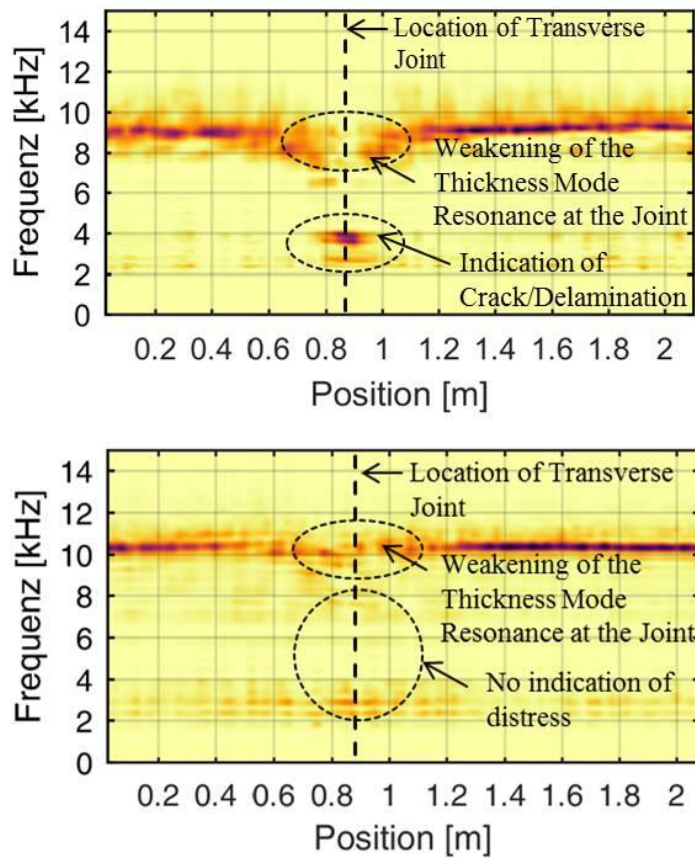 14
12
10
8
6
4
2
0
Frequenz [kHz]
Location of Transverse
Joint
Weakening of the
Thickness Mode
Resonance at the Joint
Indication of
Crack/Delamination
0.2 0.4 0.6 0.8 1 1.2 1.4 1.6 1.8 2
Position [m]
14
12
10
8
6
4
2
0
Frequenz [kHz]
Location of Transverse
Joint
Weakening of the
Thickness Mode
Resonance at the Joint
No indication of
distress
0.2 0.4 0.6 0.8 1 1.2 1.4 1.6 1.8 2
Position [m]